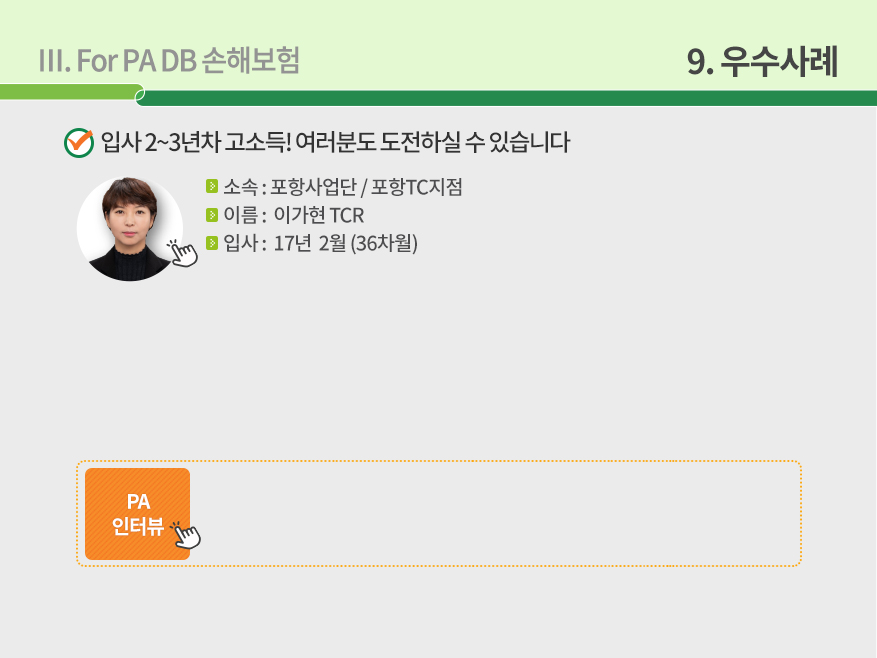 III. For PA DB 손해보험
9. 우수사례
입사 2~3년차 고소득! 여러분도 도전하실 수 있습니다
소속 : 포항사업단 / 포항TC지점
이름 : 이가현 TCR
입사 : 17년 2월 (36차월)
PA
인터뷰